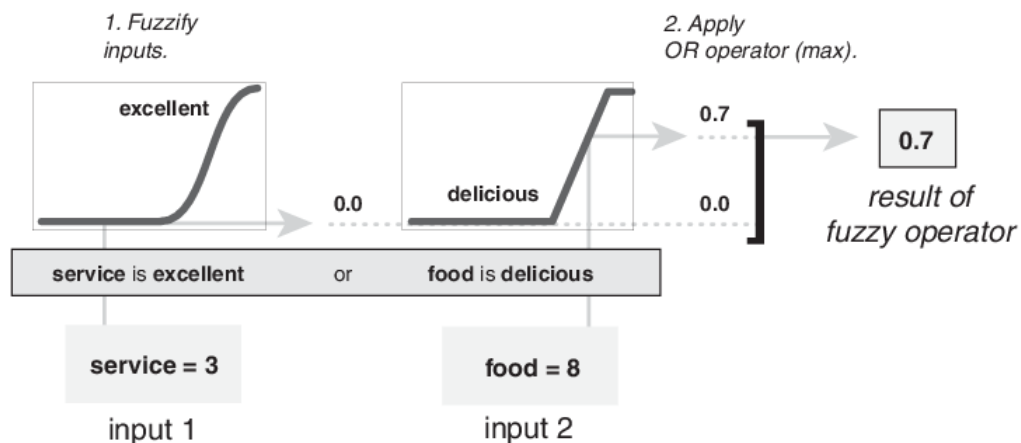 1. Fuzzify
inputs.
2. Apply
OR operator (max).
excellent
delicious
0.0
0.7
0.0
0.7
result of
fuzzy operator
service is excellent or food is delicious
service = 3
food = 8
input 1
input 2